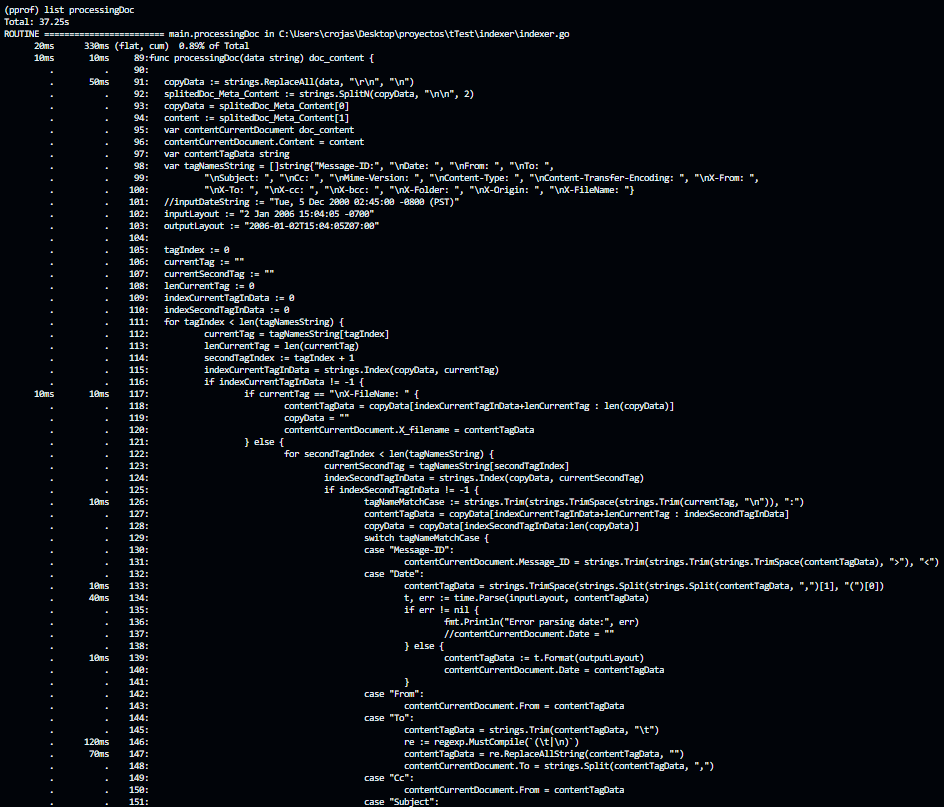 (pprof) list processingDoc
Total: 37.25s
ROUTINE ======================== main.processingDoc in C:\Users\crojas\Desktop\proyectos\tTest\indexer\indexer.go
      20ms      330ms (flat, cum)  0.89% of Total
      10ms       10ms     89:func processingDoc(data string) doc_content {
         .          .     90:
         .       50ms     91:   copyData := strings.ReplaceAll(data, "\r\n", "\n")
         .          .     92:   splitedDoc_Meta_Content := strings.SplitN(copyData, "\n\n", 2)
         .          .     93:   copyData = splitedDoc_Meta_Content[0]
         .          .     94:   content := splitedDoc_Meta_Content[1]
         .          .     95:   var contentCurrentDocument doc_content
         .          .     96:   contentCurrentDocument.Content = content
         .          .     97:   var contentTagData string
         .          .     98:   var tagNamesString = []string{"Message-ID:", "\nDate: ", "\nFrom: ", "\nTo: ",
         .          .     99:           "\nSubject: ", "\nCc: ", "\nMime-Version: ", "\nContent-Type: ", "\nContent-Transfer-Encoding: ", "\nX-From: ",
         .          .    100:           "\nX-To: ", "\nX-cc: ", "\nX-bcc: ", "\nX-Folder: ", "\nX-Origin: ", "\nX-FileName: "}
         .          .    101:   //inputDateString := "Tue, 5 Dec 2000 02:45:00 -0800 (PST)"
         .          .    102:   inputLayout := "2 Jan 2006 15:04:05 -0700"
         .          .    103:   outputLayout := "2006-01-02T15:04:05Z07:00"
         .          .    104:
         .          .    105:   tagIndex := 0
         .          .    106:   currentTag := ""
         .          .    107:   currentSecondTag := ""
         .          .    108:   lenCurrentTag := 0
         .          .    109:   indexCurrentTagInData := 0
         .          .    110:   indexSecondTagInData := 0
         .          .    111:   for tagIndex < len(tagNamesString) {
         .          .    112:           currentTag = tagNamesString[tagIndex]
         .          .    113:           lenCurrentTag = len(currentTag)
         .          .    114:           secondTagIndex := tagIndex + 1
         .          .    115:           indexCurrentTagInData = strings.Index(copyData, currentTag)
         .          .    116:           if indexCurrentTagInData != -1 {
      10ms       10ms    117:                   if currentTag == "\nX-FileName: " {
         .          .    118:                           contentTagData = copyData[indexCurrentTagInData+lenCurrentTag : len(copyData)]
         .          .    119:                           copyData = ""
         .          .    120:                           contentCurrentDocument.X_filename = contentTagData
         .          .    121:                   } else {
         .          .    122:                           for secondTagIndex < len(tagNamesString) {
         .          .    123:                                   currentSecondTag = tagNamesString[secondTagIndex]
         .          .    124:                                   indexSecondTagInData = strings.Index(copyData, currentSecondTag)
         .          .    125:                                   if indexSecondTagInData != -1 {
         .       10ms    126:                                           tagNameMatchCase := strings.Trim(strings.TrimSpace(strings.Trim(currentTag, "\n")), ":")
         .          .    127:                                           contentTagData = copyData[indexCurrentTagInData+lenCurrentTag : indexSecondTagInData]
         .          .    128:                                           copyData = copyData[indexSecondTagInData:len(copyData)]
         .          .    129:                                           switch tagNameMatchCase {
         .          .    130:                                           case "Message-ID":
         .          .    131:                                                   contentCurrentDocument.Message_ID = strings.Trim(strings.Trim(strings.TrimSpace(contentTagData), ">"), "<")
         .          .    132:                                           case "Date":
         .       10ms    133:                                                   contentTagData = strings.TrimSpace(strings.Split(strings.Split(contentTagData, ",")[1], "(")[0])
         .       40ms    134:                                                   t, err := time.Parse(inputLayout, contentTagData)
         .          .    135:                                                   if err != nil {
         .          .    136:                                                           fmt.Println("Error parsing date:", err)
         .          .    137:                                                           //contentCurrentDocument.Date = ""
         .          .    138:                                                   } else {
         .       10ms    139:                                                           contentTagData := t.Format(outputLayout)
         .          .    140:                                                           contentCurrentDocument.Date = contentTagData
         .          .    141:                                                   }
         .          .    142:                                           case "From":
         .          .    143:                                                   contentCurrentDocument.From = contentTagData
         .          .    144:                                           case "To":
         .          .    145:                                                   contentTagData = strings.Trim(contentTagData, "\t")
         .      120ms    146:                                                   re := regexp.MustCompile(`(\t|\n)`)
         .       70ms    147:                                                   contentTagData = re.ReplaceAllString(contentTagData, "")
         .          .    148:                                                   contentCurrentDocument.To = strings.Split(contentTagData, ",")
         .          .    149:                                           case "Cc":
         .          .    150:                                                   contentCurrentDocument.From = contentTagData
         .          .    151:                                           case "Subject":